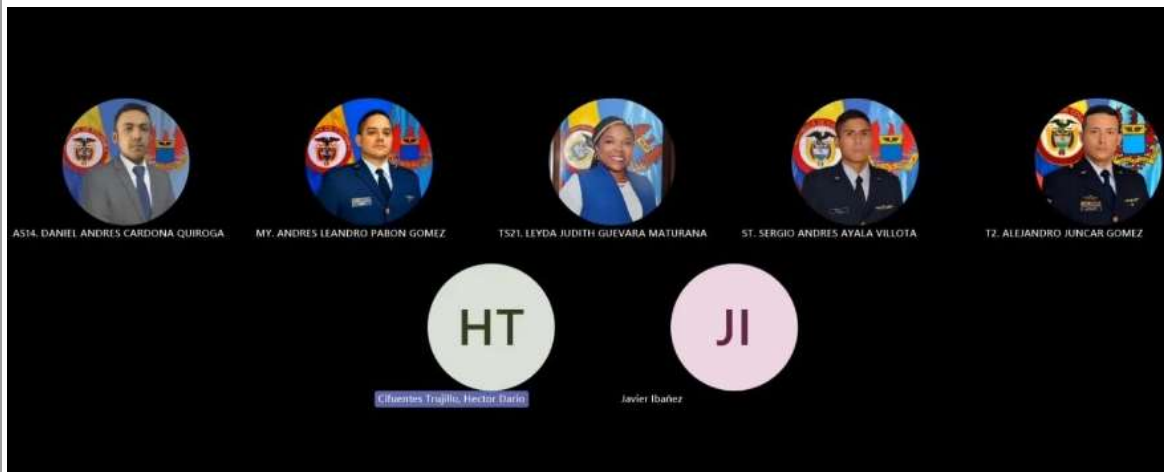 AS14. DANIEL ANDRES CARDONA QUIROGA
MY. ANDRES LEANDRO PABON GOMEZ
TS21. LEYDA JUDITH GUEVARA MATURANA
ST. SERGIO ANDRES AYALA VILLOTA
T2. ALEJANDRO JUNCAR GOMEZ
HT
JI
Cifuentes Trujillo, Hector Dario
Javier Ibañez